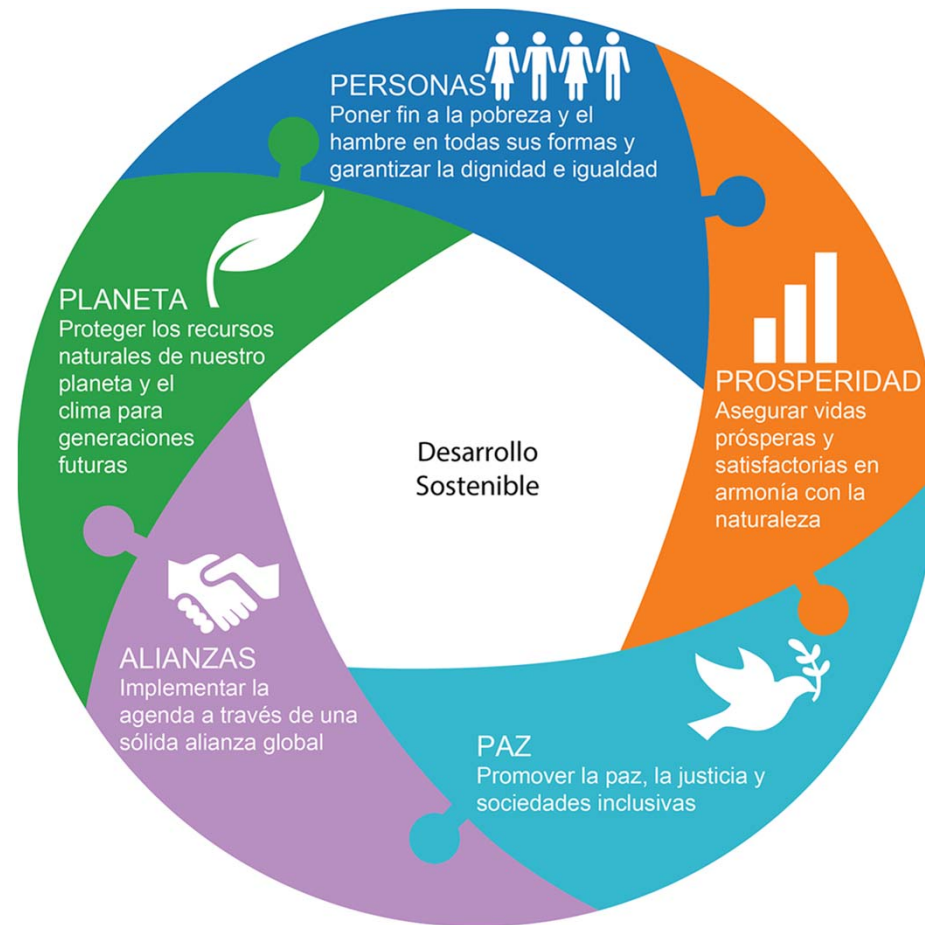 PERSONAS
Poner fin a la pobreza y el
hambre en todas sus formas y
garantizar la dignidad e igualdad
PROSPERIDAD
Asegurar vidas
prósperas y
satisfactorias en
armonía con la
naturaleza
PAZ
Promover la paz, la justicia y
sociedades inclusivas
ALIANZAS
Implementar la
agenda a través de una
sólida alianza global
PLANETA
Proteger los recursos
naturales de nuestro
planeta y el
clima para
generaciones
futuras
Desarrollo
Sostenible